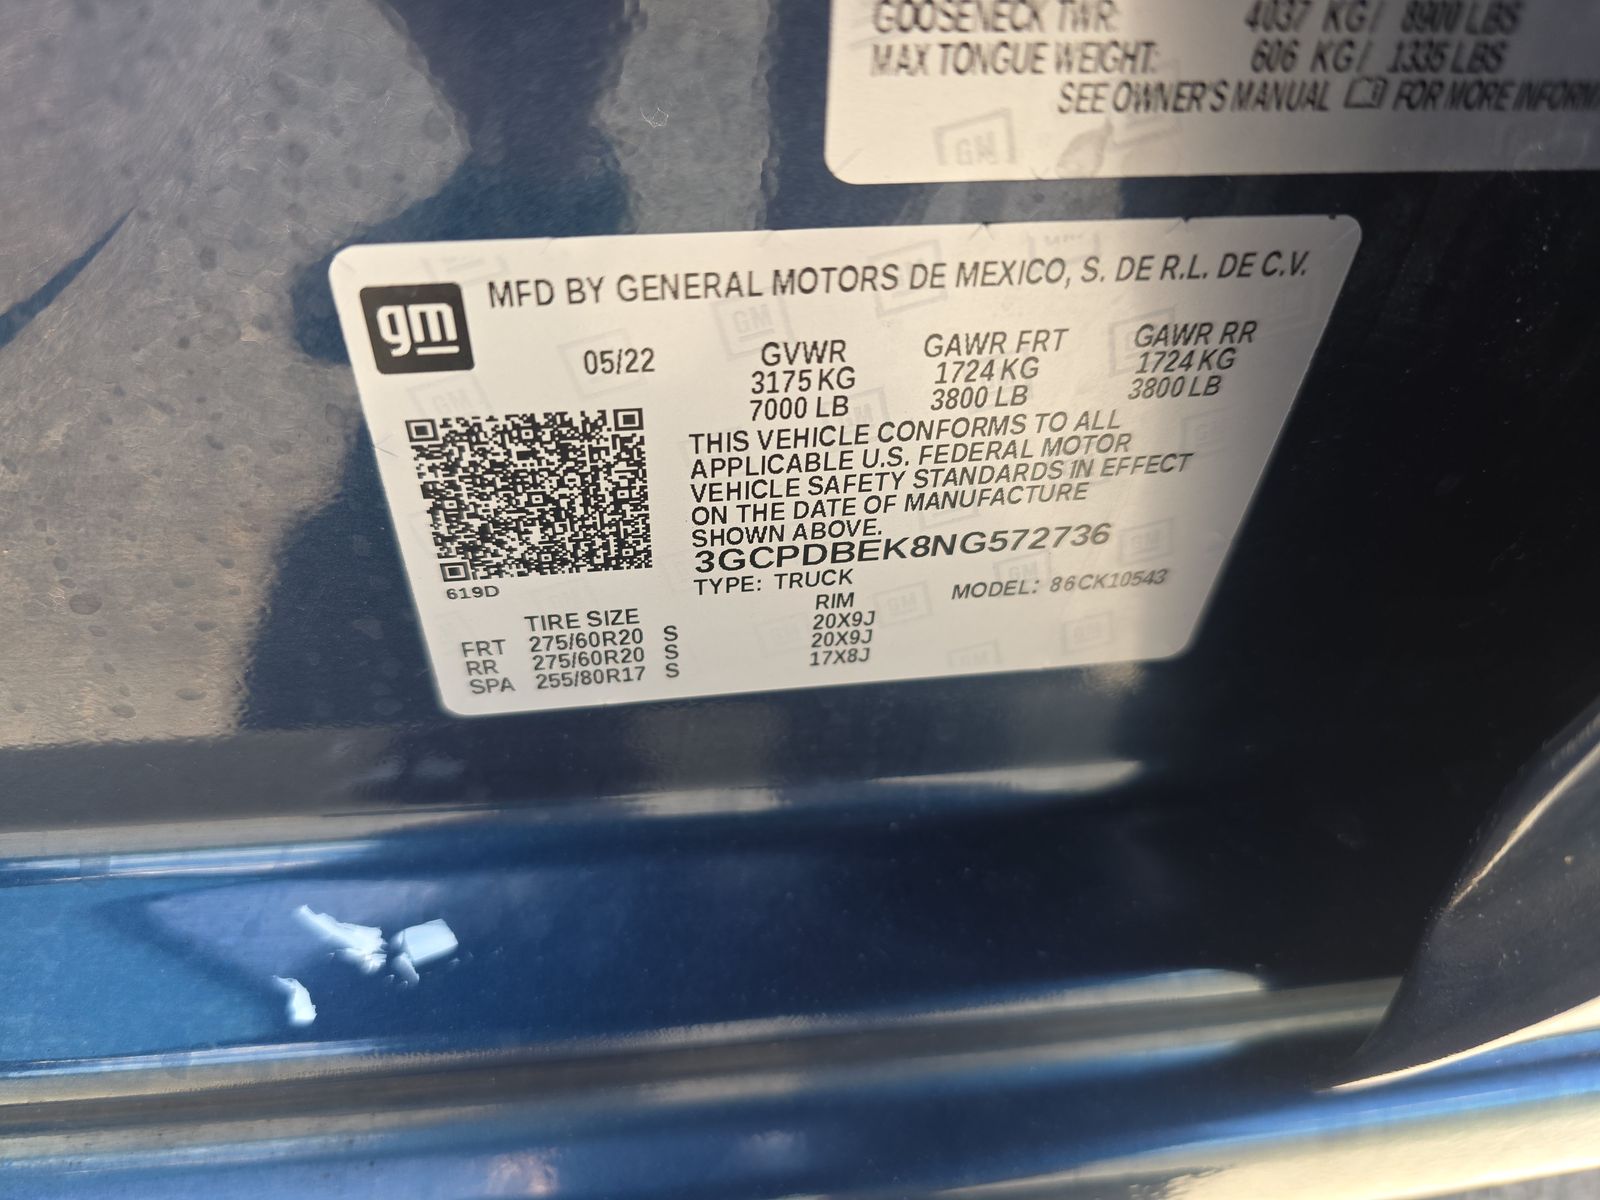 GOOSENECK TWR: 4037 KG/ 8900 LBS
MAX TONGUE WEIGHT: 606 KG/ 1335 LBS
SEE OWNER'S MANUAL FOR MORE
gm MFD BY GENERAL MOTORS DE MEXICO, S. DE R.L. DE C.V.
05/22 GVWR GAWR FRT GAWR RR
3175 KG 1724 KG 1724 KG
7000 LB 3800 LB 3800 LB
THIS VEHICLE CONFORMS TO ALL
APPLICABLE U.S. FEDERAL MOTOR
VEHICLE SAFETY STANDARDS IN EFFECT
ON THE DATE OF MANUFACTURE
SHOWN ABOVE.
3GCPDBEK8NG572736
TYPE: TRUCK MODEL: 86CK10543
619D
TIRE SIZE RIM
FRT 275/60R20 S 20X9J
RR 275/60R20 S 20X9J
SPA 255/80R17 S 17X8J